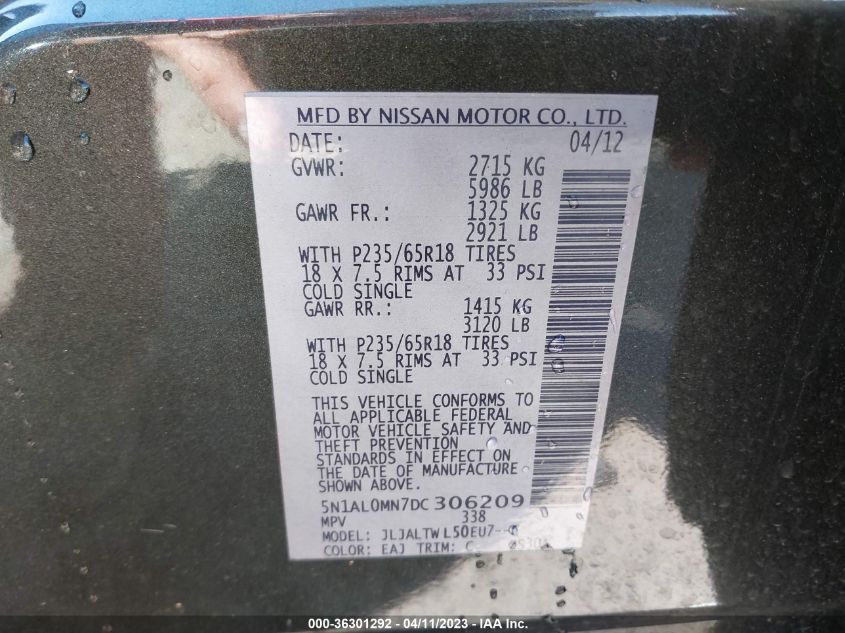 MFD BY NISSAN MOTOR CO., LTD.
DATE: 04/12
GVWR: 2715 KG
5986 LB
GAWR FR.: 1325 KG
2921 LB
WITH P235/65R18 TIRES
18 X 7.5 RIMS AT 33 PSI
COLD SINGLE
GAWR RR.: 1415 KG
3120 LB
WITH P235/65R18 TIRES
18 X 7.5 RIMS AT 33 PSI
COLD SINGLE
THIS VEHICLE CONFORMS TO
ALL APPLICABLE FEDERAL
MOTOR VEHICLE SAFETY AND
THEFT PREVENTION
STANDARDS IN EFFECT ON
THE DATE OF MANUFACTURE
SHOWN ABOVE.
5N1AL0MN7DC 306209
MPV 338
MODEL: JLJALTWL50EU7--
COLOR: EAJ TRIM:
000-36301292 - 04/11/2023 - IAA Inc.